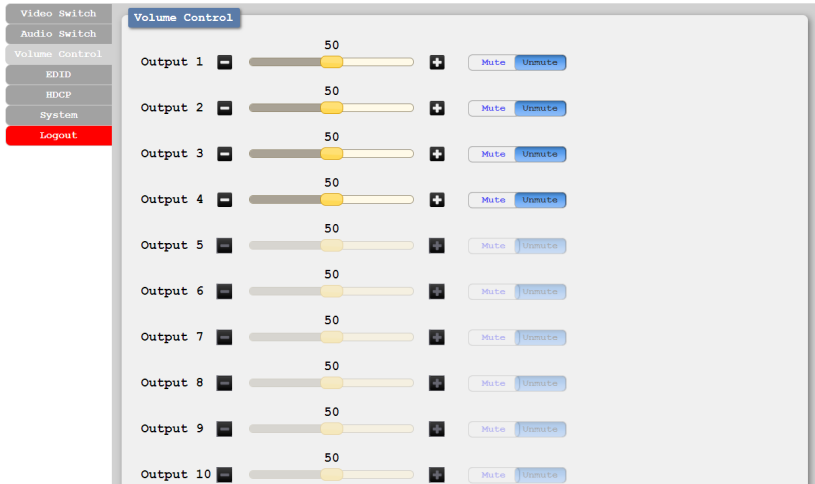 Video Switch
Audio Switch
Volume Control
EDID
HDCP
System
Logout
Volume Control
50
Output 1 Mute Unmute
50
Output 2 Mute Unmute
50
Output 3 Mute Unmute
50
Output 4 Mute Unmute
50
Output 5 Mute Unmute
50
Output 6 Mute Unmute
50
Output 7 Mute Unmute
50
Output 8 Mute Unmute
50
Output 9 Mute Unmute
50
Output 10 Mute Unmute